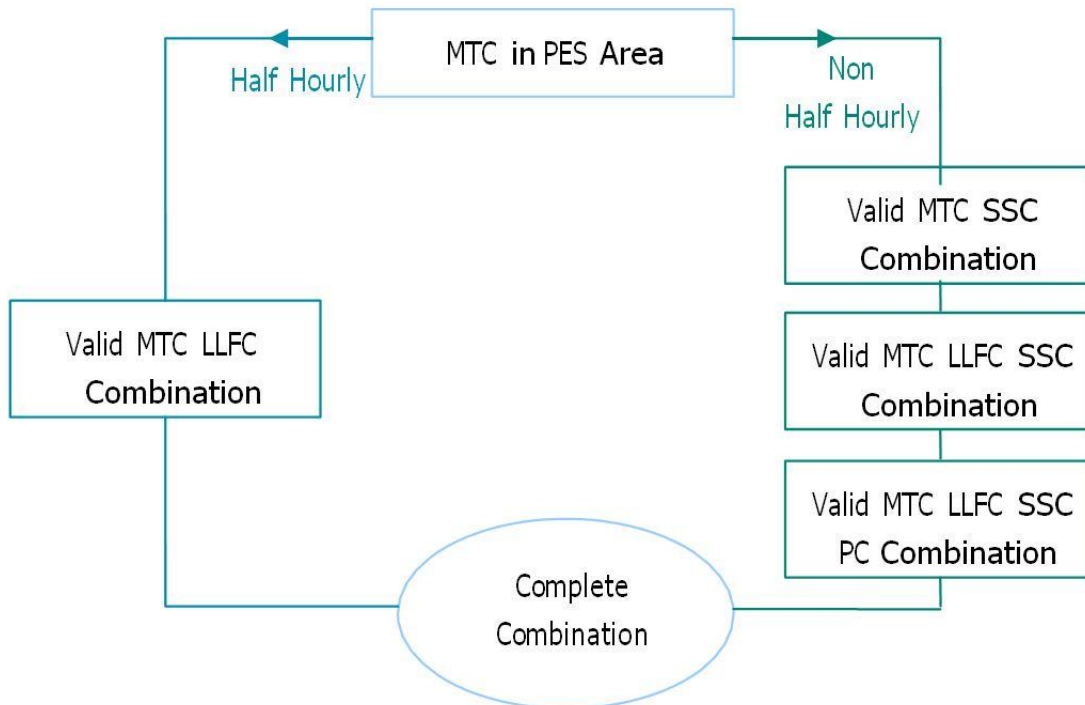 MTC in PES Area
Half Hourly
Non
Half Hourly
Valid MTC SSC
Combination
Valid MTC LLFC
Combination
Valid MTC LLFC SSC
Combination
Valid MTC LLFC SSC
PC Combination
Complete
Combination